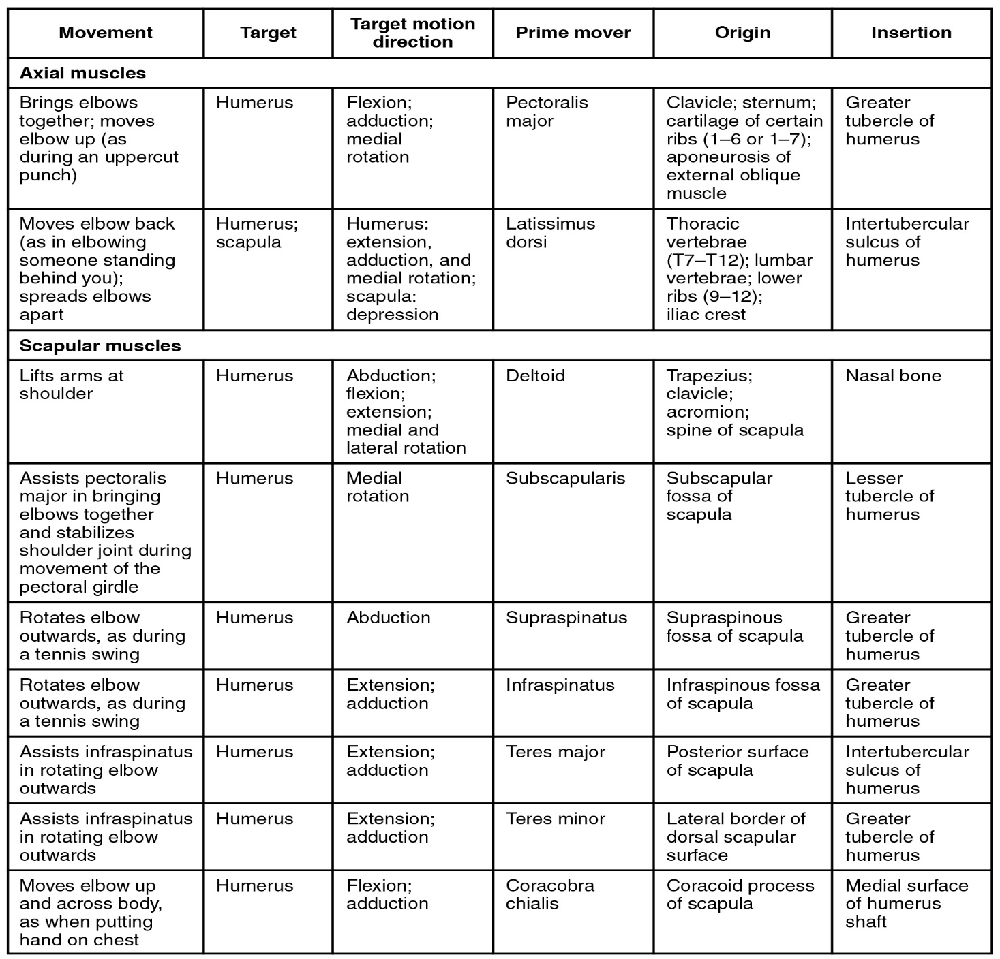 Movement
Target
Target motion
direction
Prime mover
Origin
Insertion
Axial muscles
Brings elbows
together; moves
elbow up (as
during an uppercut
punch)
Humerus
Flexion;
adduction;
medial
rotation
Pectoralis
major
Clavicle; sternum;
cartilage of certain
ribs (1–6 or 1–7);
aponeurosis of
external oblique
muscle
Greater
tubercle of
humerus
Moves elbow back
(as in elbowing
someone standing
behind you);
spreads elbows
apart
Humerus;
scapula
Humerus:
extension,
adduction, and
medial rotation;
scapula:
depression
Latissimus
dorsi
Thoracic
vertebrae
(T7–T12); lumbar
vertebrae; lower
ribs (9–12);
iliac crest
Intertubercular
sulcus of
humerus
Scapular muscles
Lifts arms at
shoulder
Humerus
Abduction;
flexion;
extension;
medial and
lateral rotation
Deltoid
Trapezius;
clavicle;
acromion;
spine of scapula
Nasal bone
Assists pectoralis
major in bringing
elbows together
and stabilizes
shoulder joint during
movement of the
pectoral girdle
Humerus
Medial
rotation
Subscapularis
Subscapular
fossa of
scapula
Lesser
tubercle of
humerus
Rotates elbow
outwards, as during
a tennis swing
Humerus
Abduction
Supraspinatus
Supraspinous
fossa of scapula
Greater
tubercle of
humerus
Rotates elbow
outwards, as during
a tennis swing
Humerus
Extension;
adduction
Infraspinatus
Infraspinous fossa
of scapula
Greater
tubercle of
humerus
Assists infraspinatus
in rotating elbow
outwards
Humerus
Extension;
adduction
Teres major
Posterior surface
of scapula
Intertubercular
sulcus of
humerus
Assists infraspinatus
in rotating elbow
outwards
Humerus
Extension;
adduction
Teres minor
Lateral border of
dorsal scapular
surface
Greater
tubercle of
humerus
Moves elbow up
and across body,
as when putting
hand on chest
Humerus
Flexion;
adduction
Coracobra
chialis
Coracoid process
of scapula
Medial surface
of humerus
shaft